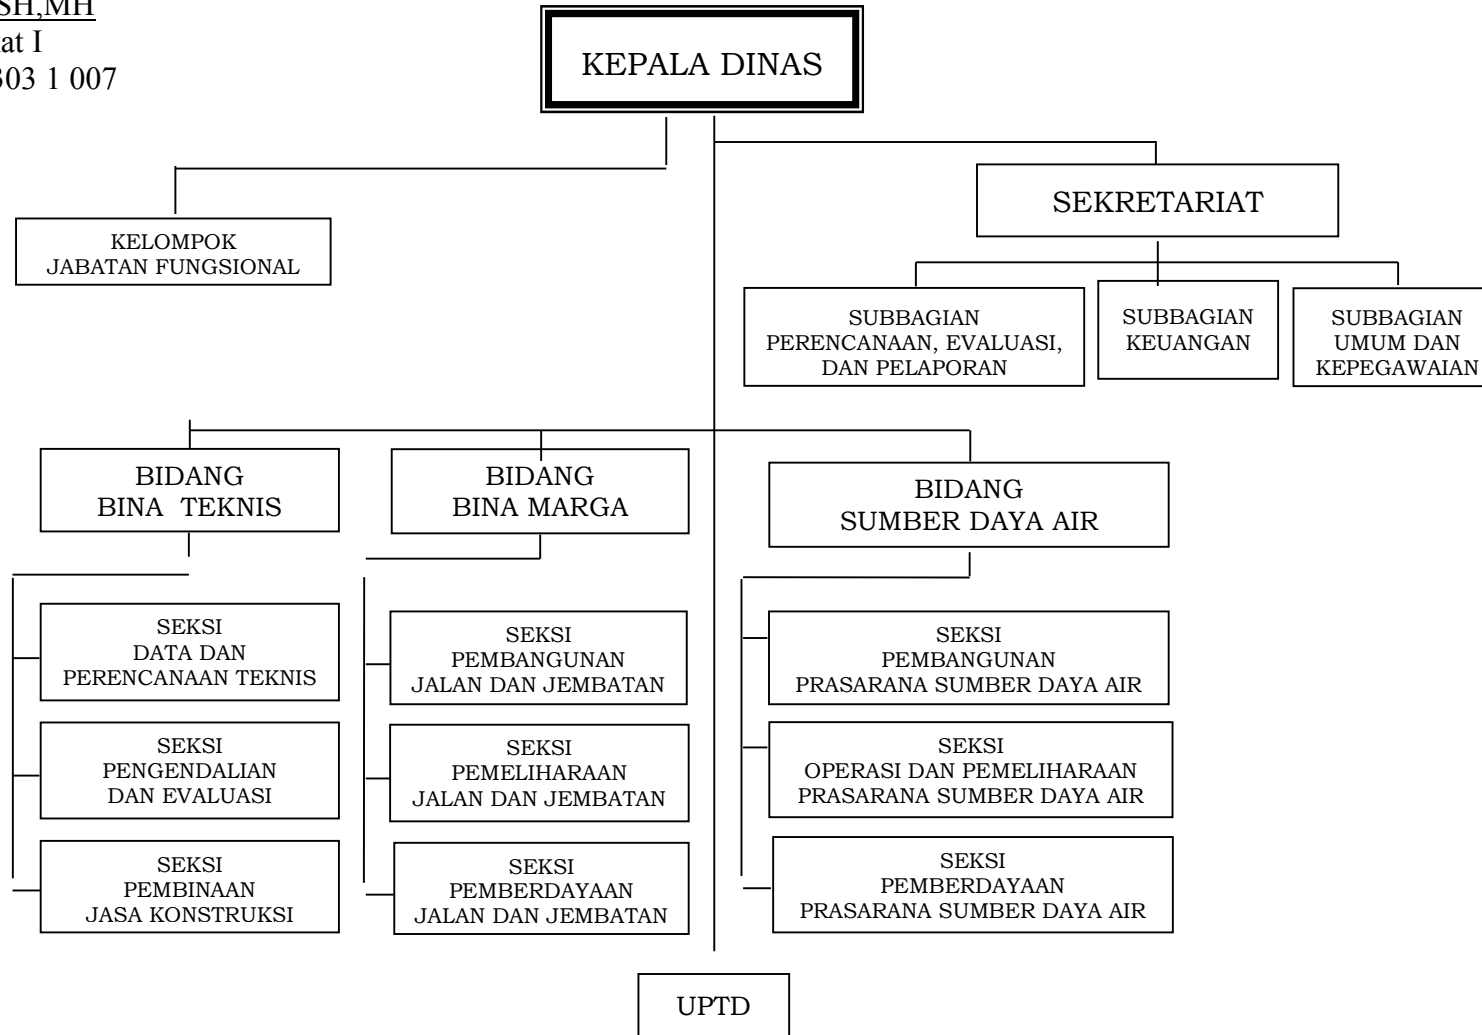 SH,MH
at I
303 1 007
KEPALA DINAS
SEKRETARIAT
KELOMPOK
JABATAN FUNGSIONAL
SUBBAGIAN
PERENCANAAN, EVALUASI,
DAN PELAPORAN
SUBBAGIAN
KEUANGAN
SUBBAGIAN
UMUM DAN
KEPEGAWAIAN
BIDANG
BINA TEKNIS
BIDANG
BINA MARGA
BIDANG
SUMBER DAYA AIR
SEKSI
DATA DAN
PERENCANAAN TEKNIS
SEKSI
PEMBANGUNAN
JALAN DAN JEMBATAN
SEKSI
PEMBANGUNAN
PRASARANA SUMBER DAYA AIR
SEKSI
PENGENDALIAN
DAN EVALUASI
SEKSI
PEMELIHARAAN
JALAN DAN JEMBATAN
SEKSI
OPERASI DAN PEMELIHARAAN
PRASARANA SUMBER DAYA AIR
SEKSI
PEMBINAAN
JASA KONSTRUKSI
SEKSI
PEMBERDAYAAN
JALAN DAN JEMBATAN
SEKSI
PEMBERDAYAAN
PRASARANA SUMBER DAYA AIR
UPTD